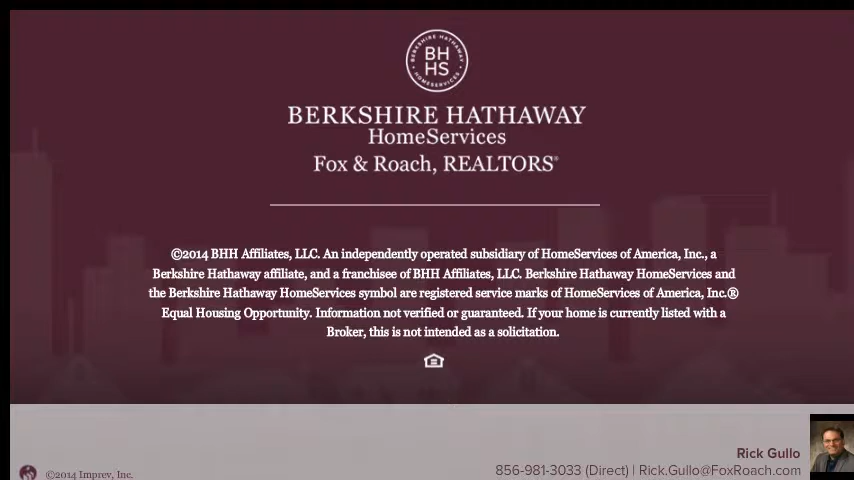 BERKSHIRE HATHAWAY
BH
HS
HOMESERVICES
BERKSHIRE HATHAWAY
HomeServices
Fox & Roach, REALTORS®
©2014 BHH Affiliates, LLC. An independently operated subsidiary of HomeServices of America, Inc., a
Berkshire Hathaway affiliate, and a franchisee of BHH Affiliates, LLC. Berkshire Hathaway HomeServices and
the Berkshire Hathaway HomeServices symbol are registered service marks of HomeServices of America, Inc.®
Equal Housing Opportunity. Information not verified or guaranteed. If your home is currently listed with a
Broker, this is not intended as a solicitation.
Rick Gullo
856-981-3033 (Direct) | Rick.Gullo@FoxRoach.com
©2014 Imprev, Inc.